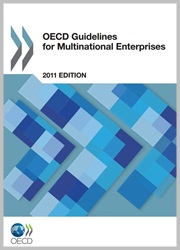 OECD Guidelines
for Multinational Enterprises
2011 EDITION
OECD